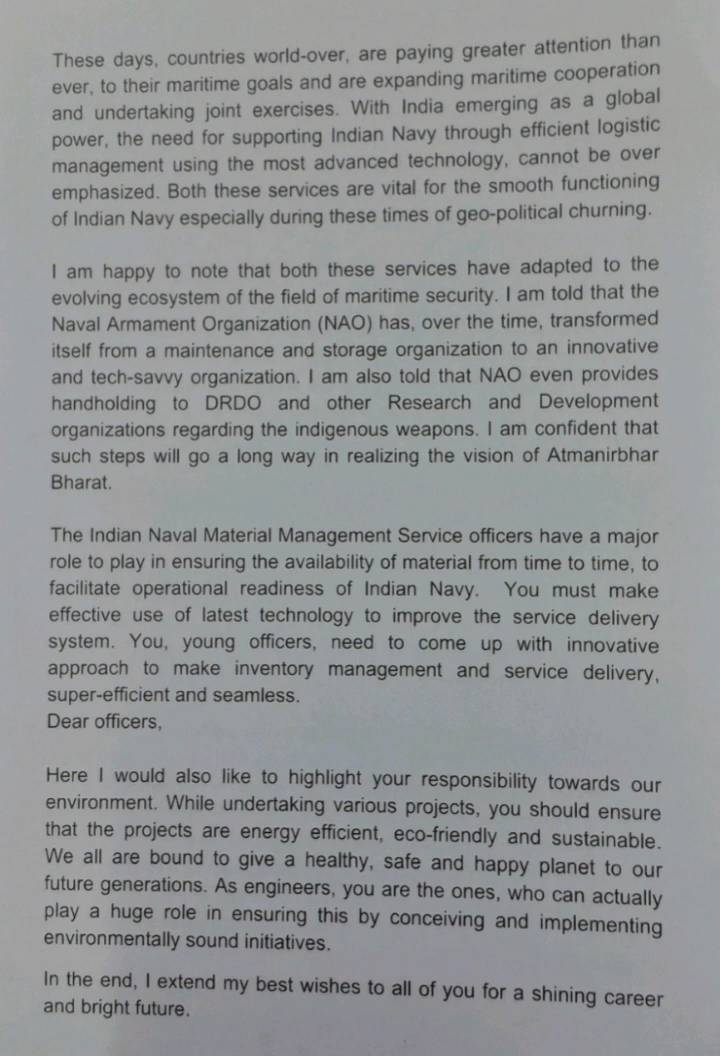 These days, countries world-over, are paying greater attention than
ever, to their maritime goals and are expanding maritime cooperation
and undertaking joint exercises. With India emerging as a global
power, the need for supporting Indian Navy through efficient logistic
management using the most advanced technology, cannot be over
emphasized. Both these services are vital for the smooth functioning
of Indian Navy especially during these times of geo-political churning.
I am happy to note that both these services have adapted to the
evolving ecosystem of the field of maritime security. I am told that the
Naval Armament Organization (NAO) has, over the time, transformed
itself from a maintenance and storage organization to an innovative
and tech-savvy organization. I am also told that NAO even provides
handholding to DRDO and other Research and Development
organizations regarding the indigenous weapons. I am confident that
such steps will go a long way in realizing the vision of Atmanirbhar
Bharat.
The Indian Naval Material Management Service officers have a major
role to play in ensuring the availability of material from time to time, to
facilitate operational readiness of Indian Navy. You must make
effective use of latest technology to improve the service delivery
system. You, young officers, need to come up with innovative
approach to make inventory management and service delivery,
super-efficient and seamless.
Dear officers,
Here I would also like to highlight your responsibility towards our
environment. While undertaking various projects, you should ensure
that the projects are energy efficient, eco-friendly and sustainable.
We all are bound to give a healthy, safe and happy planet to our
future generations. As engineers, you are the ones, who can actually
play a huge role in ensuring this by conceiving and implementing
environmentally sound initiatives.
In the end, I extend my best wishes to all of you for a shining career
and bright future.